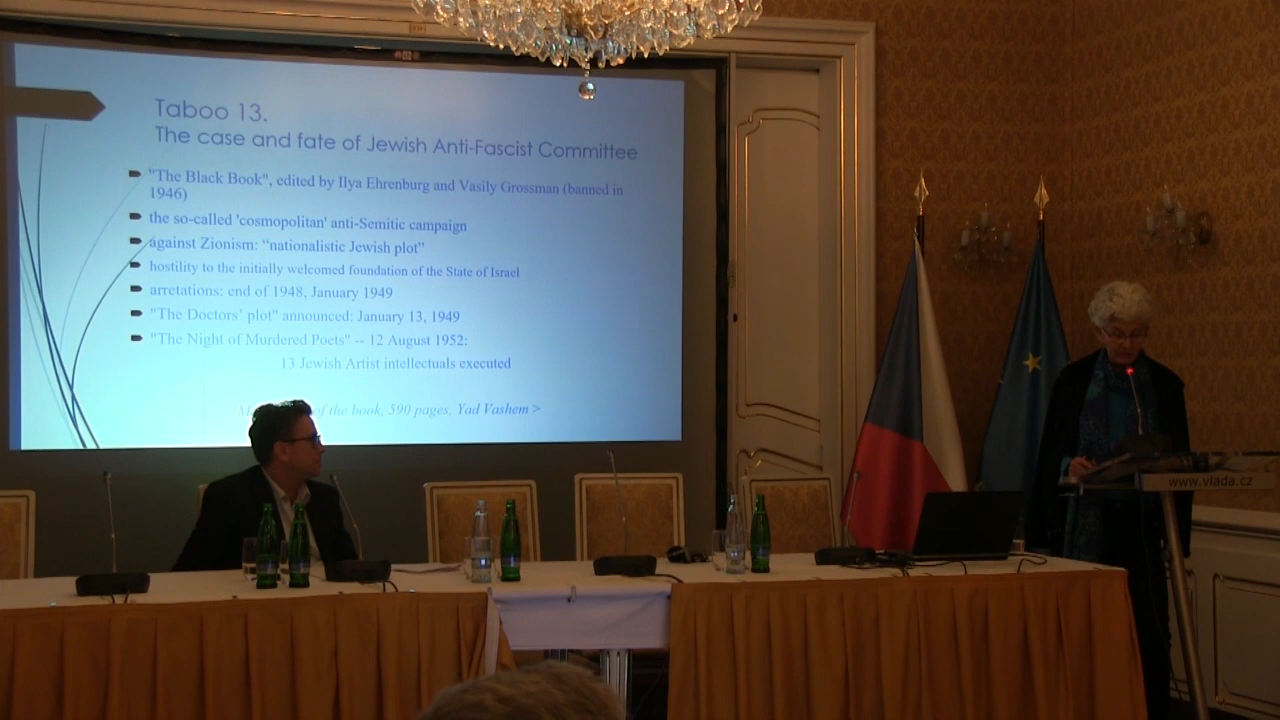 Taboo 13.
The case and fate of Jewish Anti-Fascist Committee
"The Black Book", edited by Ilya Ehrenburg and Vasily Grossman (banned in
1946)
the so-called 'cosmopolitan' anti-Semitic campaign
against Zionism: “nationalistic Jewish plot”
hostility to the initially welcomed foundation of the State of Israel
arretations: end of 1948, January 1949
"The Doctors’ plot" announced: January 13, 1949
"The Night of Murdered Poets" -- 12 August 1952:
13 Jewish Artist intellectuals executed
of the book, 590 pages, Yad Vashem >
www.vlada.cz